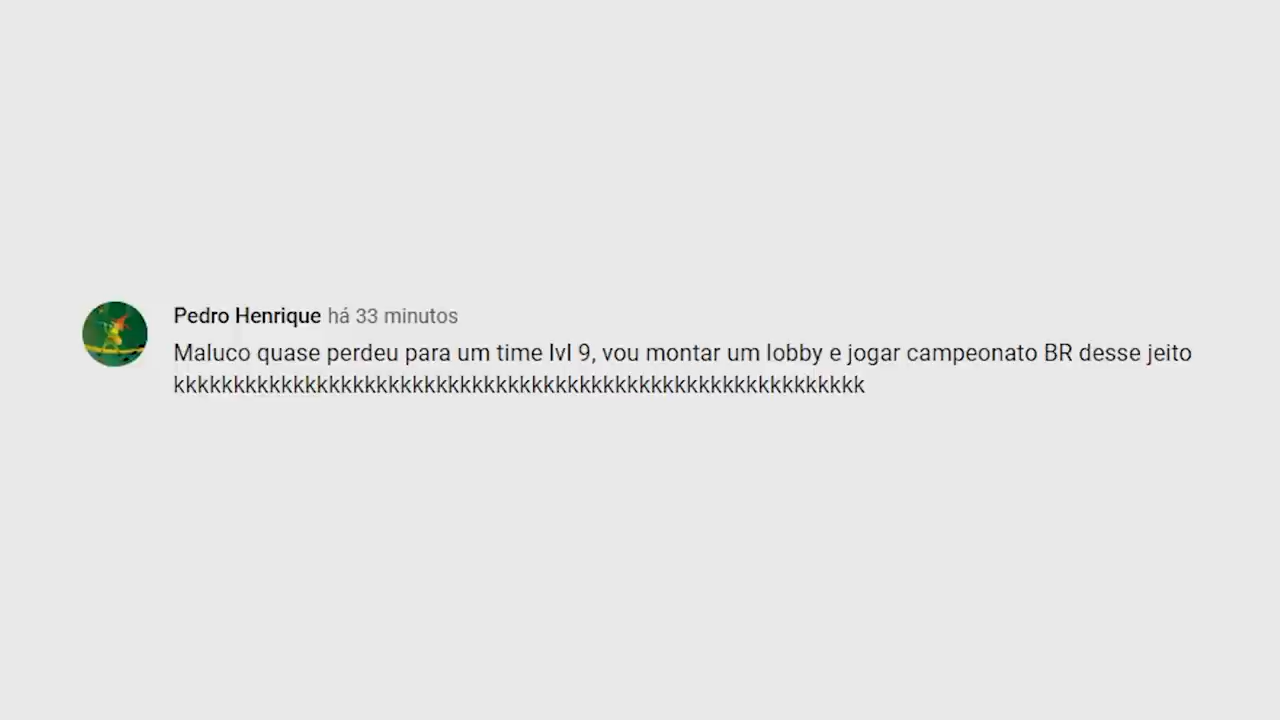 Pedro Henrique há 33 minutos
Maluco quase perdeu para um time lvl 9, vou montar um lobby e jogar campeonato BR desse jeito
kkkkkkkkkkkkkkkkkkkkkkkkkkkkkkkkkkkkkkkkkkkkkkkkkkkkkkkkkk